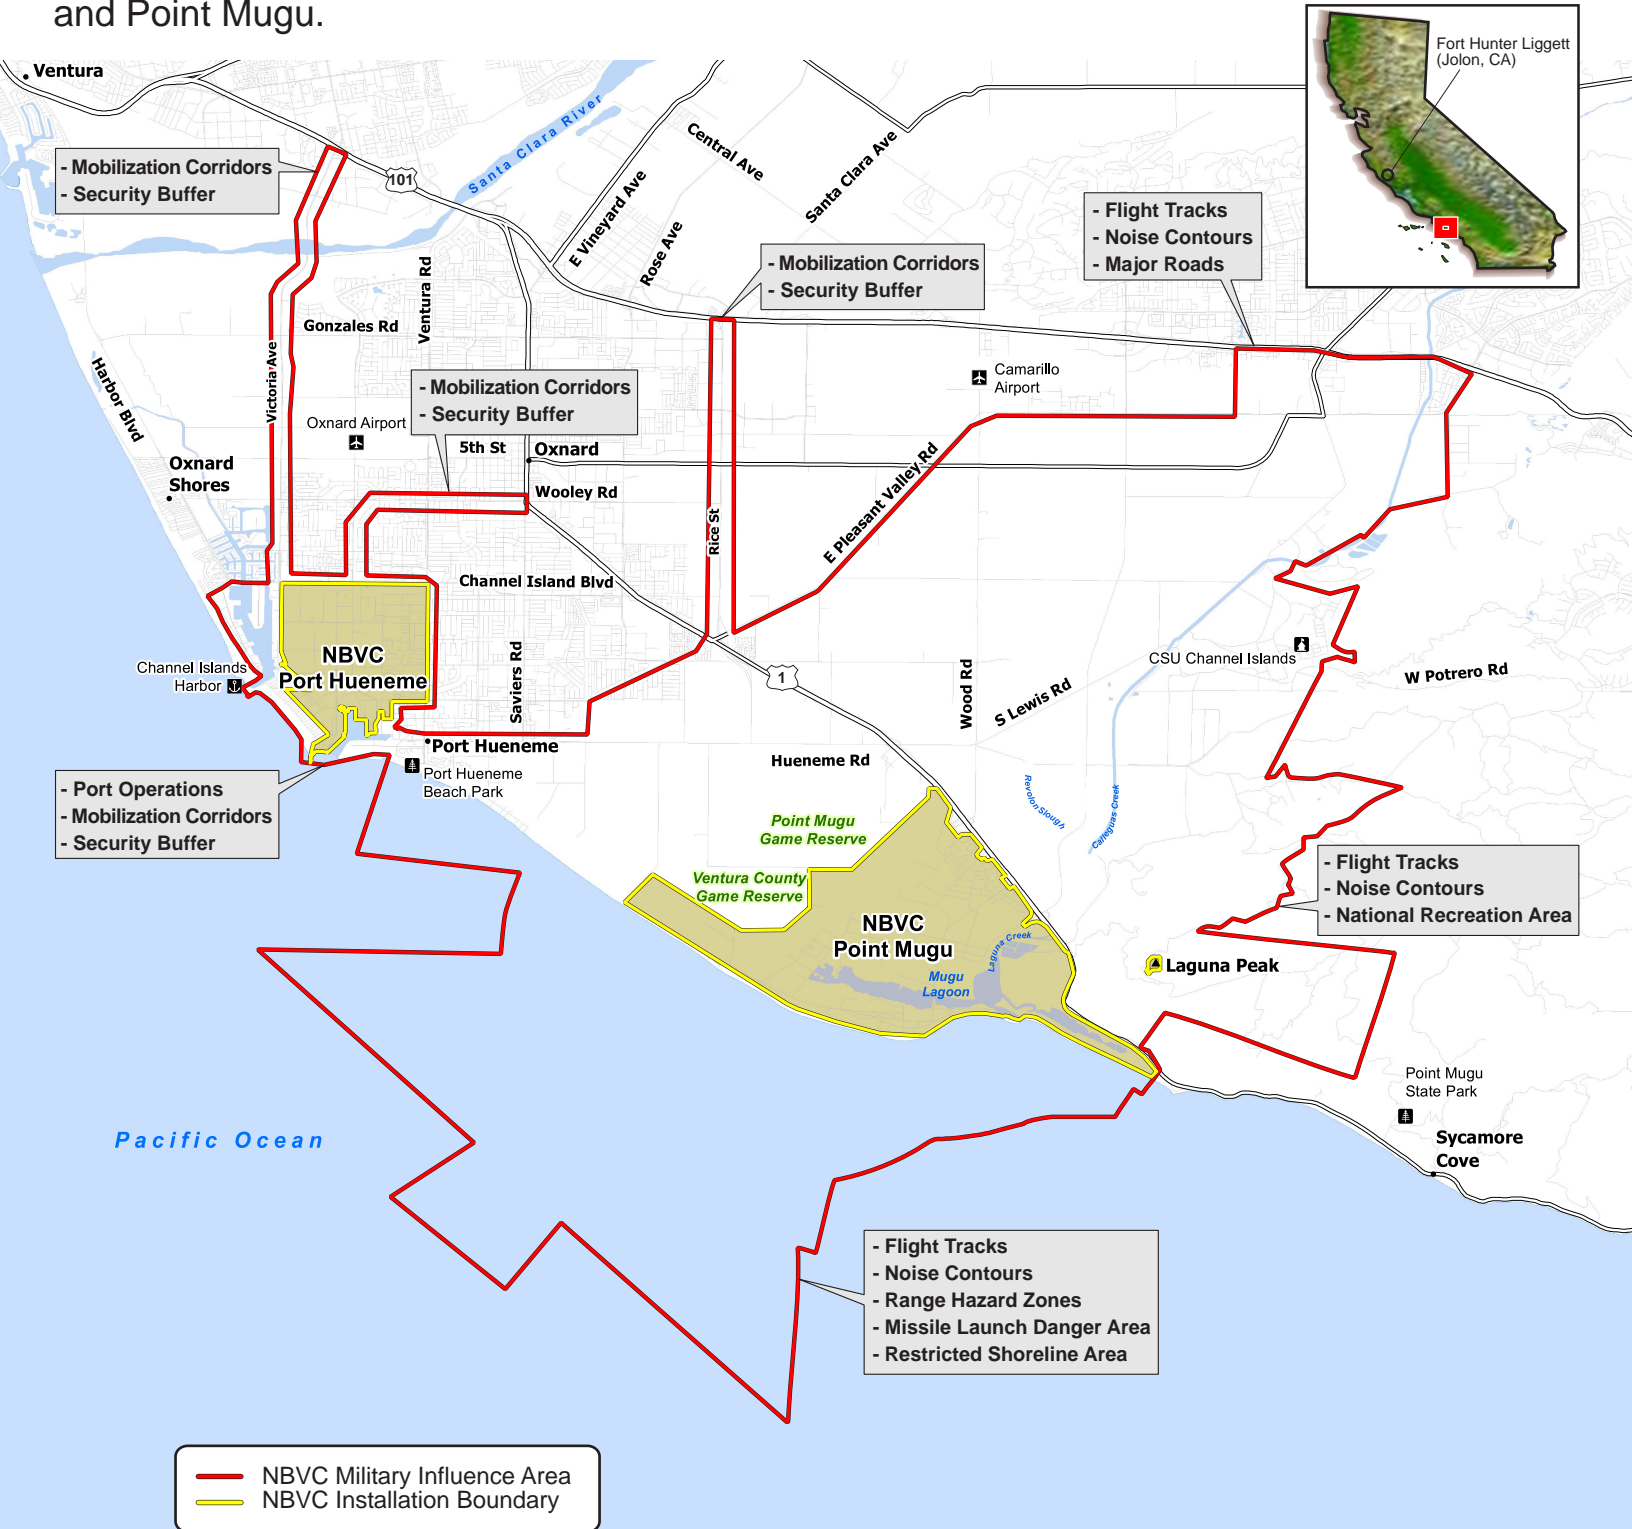 and Point Mugu.
Fort Hunter Liggett
(Jolon, CA)
Ventura
Santa Clara River
101
Central Ave
Santa Clara Ave
E Vineyard Ave
Rose Ave
- Mobilization Corridors
- Security Buffer
- Flight Tracks
- Noise Contours
- Major Roads
- Mobilization Corridors
- Security Buffer
Ventura Rd
Gonzales Rd
Victoria Ave
Harbor Blvd
Camarillo
Airport
- Mobilization Corridors
- Security Buffer
Oxnard Airport
5th St
Oxnard
Oxnard
Shores
Wooley Rd
Rice St
E Pleasant Valley Rd
Channel Island Blvd
NBVC
Port Hueneme
Channel Islands
Harbor
Saviers Rd
1
Wood Rd
S Lewis Rd
CSU Channel Islands
W Potrero Rd
Port Hueneme
Hueneme Rd
Port Hueneme
Beach Park
- Port Operations
- Mobilization Corridors
- Security Buffer
Revolon Slough
Calleguas Creek
Point Mugu
Game Reserve
Ventura County
Game Reserve
- Flight Tracks
- Noise Contours
- National Recreation Area
NBVC
Point Mugu
Laguna Creek
Mugu
Lagoon
Laguna Peak
Point Mugu
State Park
Sycamore
Cove
Pacific Ocean
- Flight Tracks
- Noise Contours
- Range Hazard Zones
- Missile Launch Danger Area
- Restricted Shoreline Area
NBVC Military Influence Area
NBVC Installation Boundary